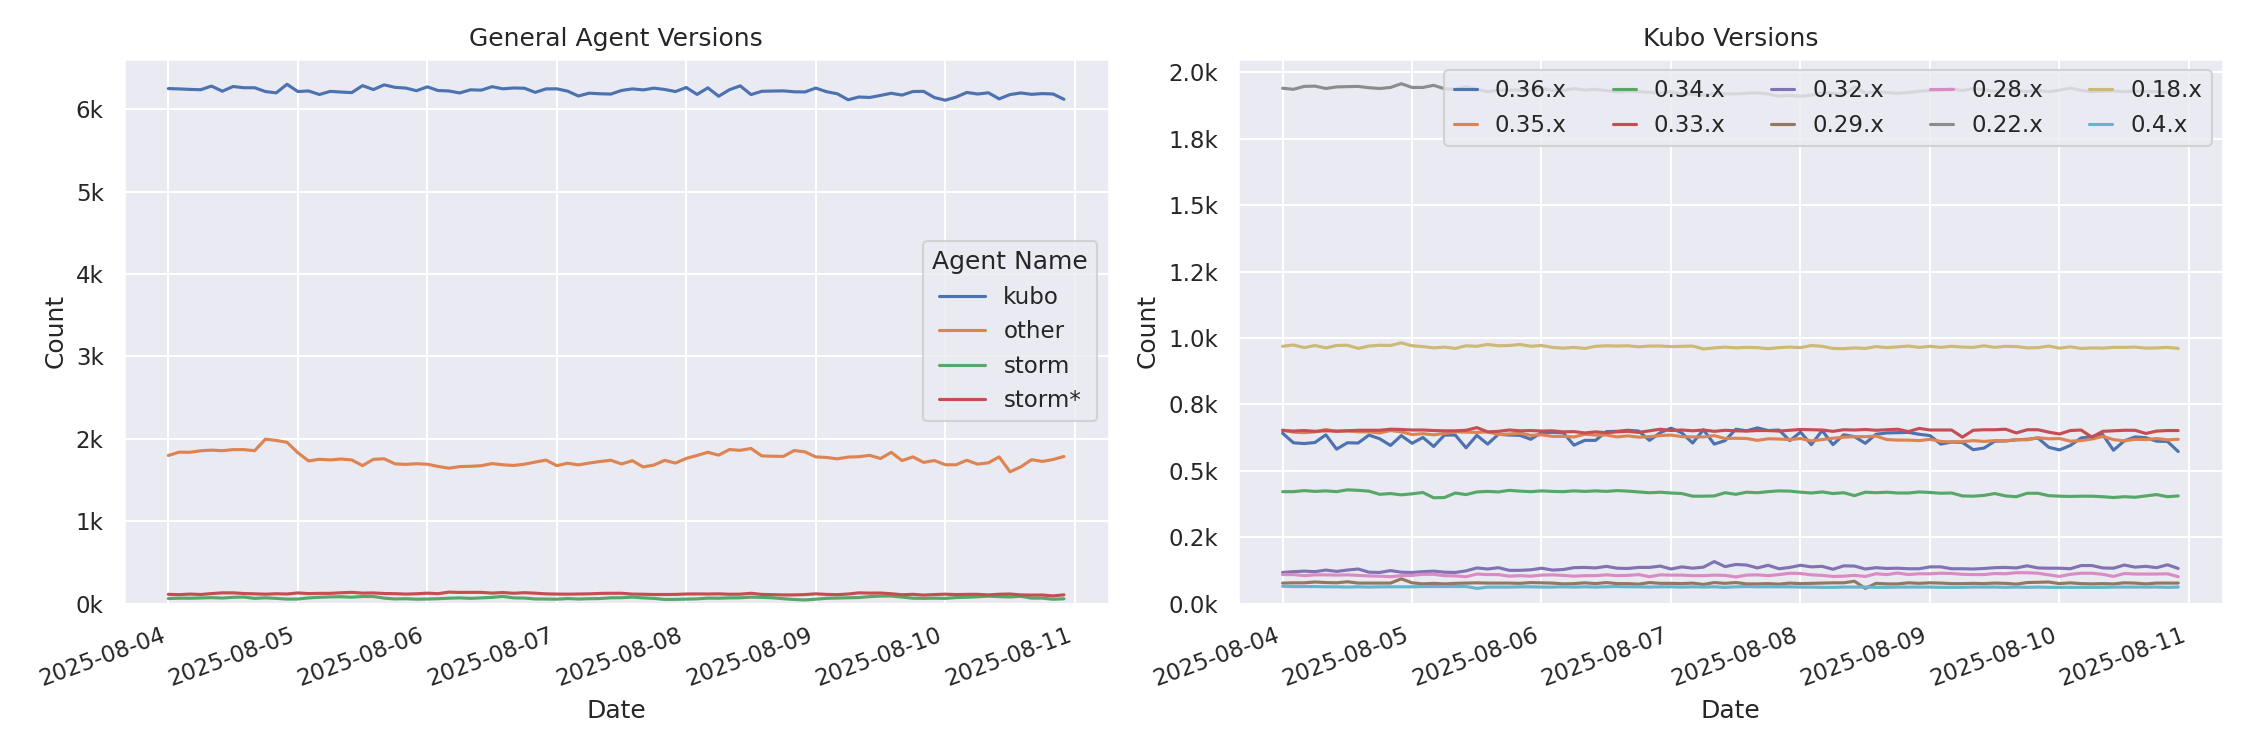 General Agent Versions
6k
5k
4k
3k
2k
1k
0k
Count
Agent Name
kubo
other
storm
storm*
2025-08-04
2025-08-05
2025-08-06
2025-08-07
2025-08-08
2025-08-09
2025-08-10
2025-08-11
Date
Kubo Versions
2.0k
1.8k
1.5k
1.2k
1.0k
0.8k
0.5k
0.2k
0.0k
Count
0.36.x 0.34.x 0.32.x 0.28.x 0.18.x
0.35.x 0.33.x 0.29.x 0.22.x 0.4.x
2025-08-04
2025-08-05
2025-08-06
2025-08-07
2025-08-08
2025-08-09
2025-08-10
2025-08-11
Date